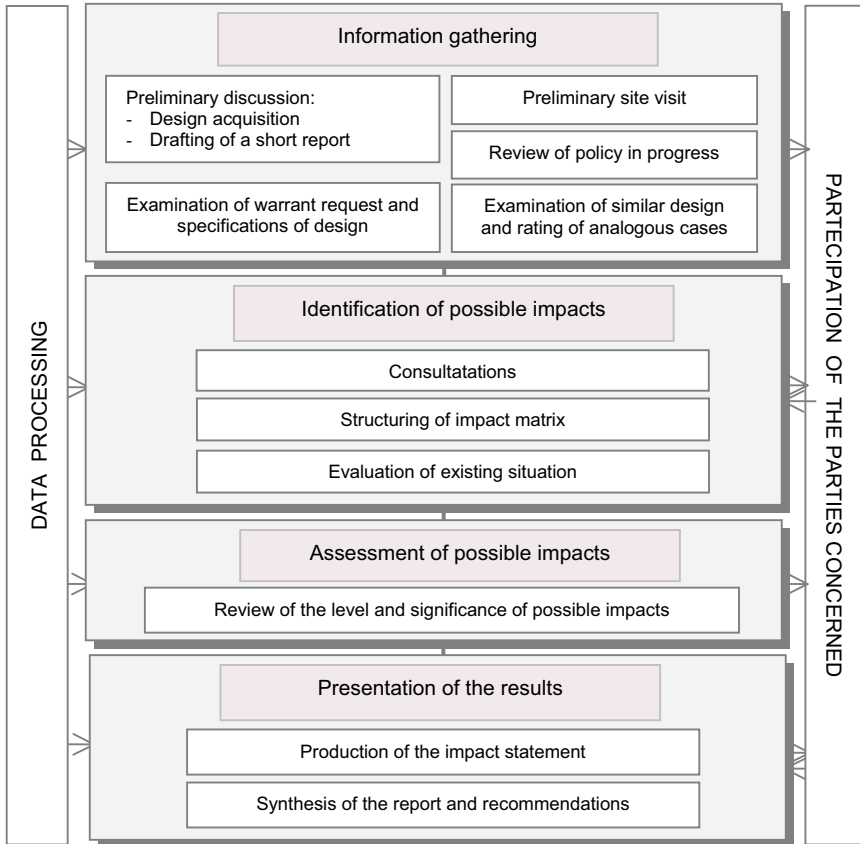 Information gathering
Preliminary discussion:
- Design acquisition
- Drafting of a short report
Preliminary site visit
Review of policy in progress
Examination of warrant request and
specifications of design
Examination of similar design
and rating of analogous cases
Identification of possible impacts
Consultatations
Structuring of impact matrix
Evaluation of existing situation
Assessment of possible impacts
Review of the level and significance of possible impacts
Presentation of the results
Production of the impact statement
Synthesis of the report and recommendations
DATA PROCESSING
PARTECIPATION OF THE PARTIES CONCERNED